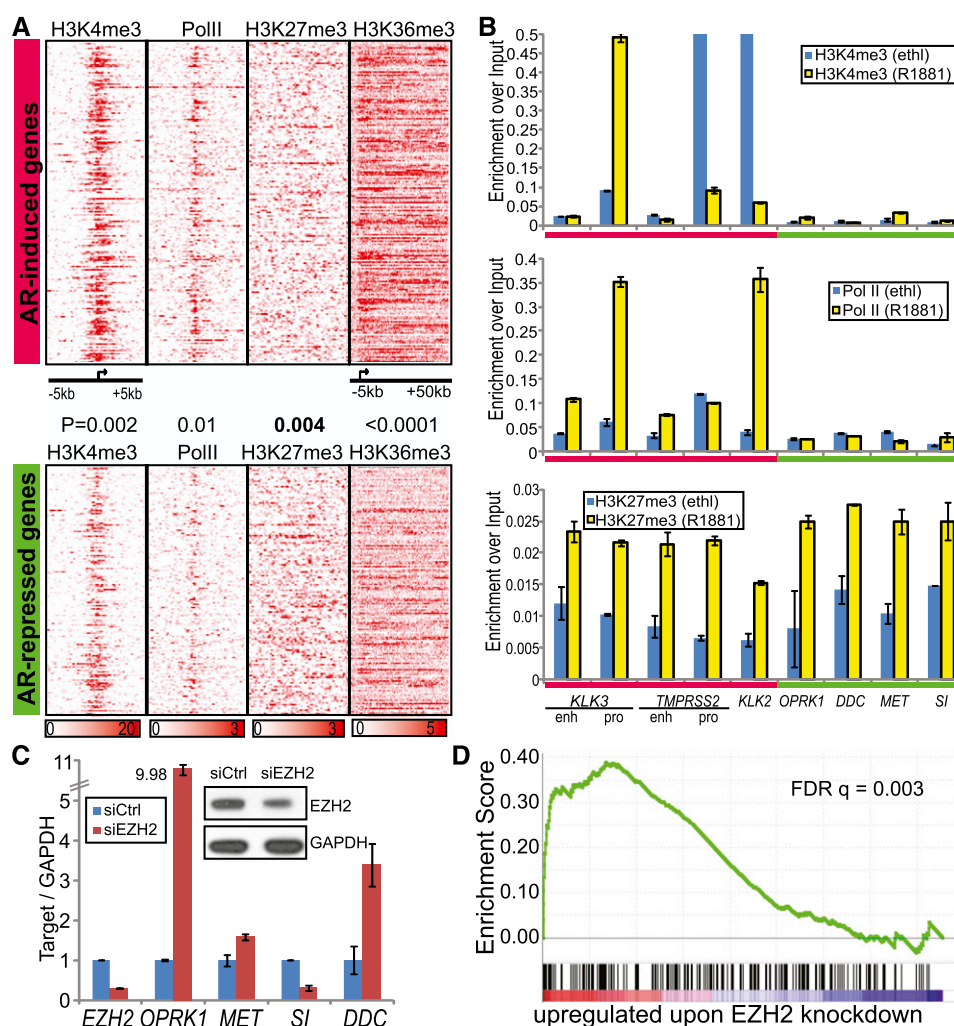 A
H3K4me3 PolII H3K27me3 H3K36me3
AR-induced genes
-5kb +5kb -5kb +50kb
P=0.002 0.01 0.004 <0.0001
H3K4me3 PolII H3K27me3 H3K36me3
AR-repressed genes
0 20 0 3 0 3 0 5
B
Enrichment over Input
0.5
0.45
0.4
0.35
0.3
0.25
0.2
0.15
0.1
0.05
0
H3K4me3 (ethl)
H3K4me3 (R1881)
Enrichment over Input
0.4
0.35
0.3
0.25
0.2
0.15
0.1
0.05
0
Pol II (ethl)
Pol II (R1881)
Enrichment over Input
0.03
0.025
0.02
0.015
0.01
0.005
0
H3K27me3 (ethl)
H3K27me3 (R1881)
KLK3 TMPRSS2 KLK2 OPRK1 DDC MET SI
enh pro enh pro
C
Target / GAPDH
11
5
4
3
2
1
0
9.98
siCtrl
siEZH2
siCtrl siEZH2
EZH2
GAPDH
EZH2 OPRK1 MET SI DDC
D
Enrichment Score
0.40
0.30
0.20
0.10
0.00
FDR q = 0.003
upregulated upon EZH2 knockdown